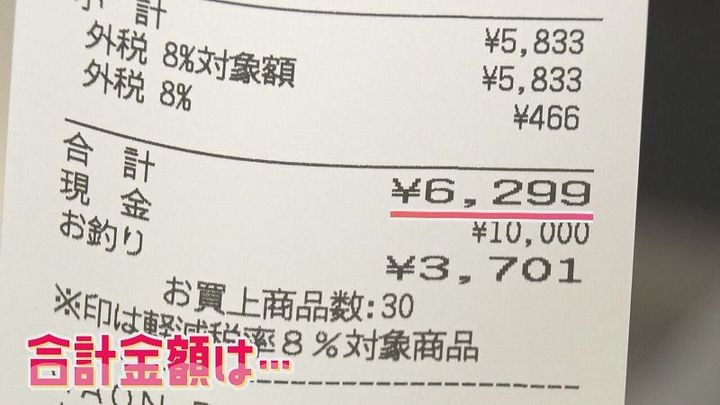 小 計 ¥5,833
外税 8%対象額 ¥5,833
外税 8% ¥466
合 計 ¥6,299
現 金 ¥10,000
お釣り ¥3,701
お買上商品数:30
※印は軽減税率8%対象商品
合計金額は…